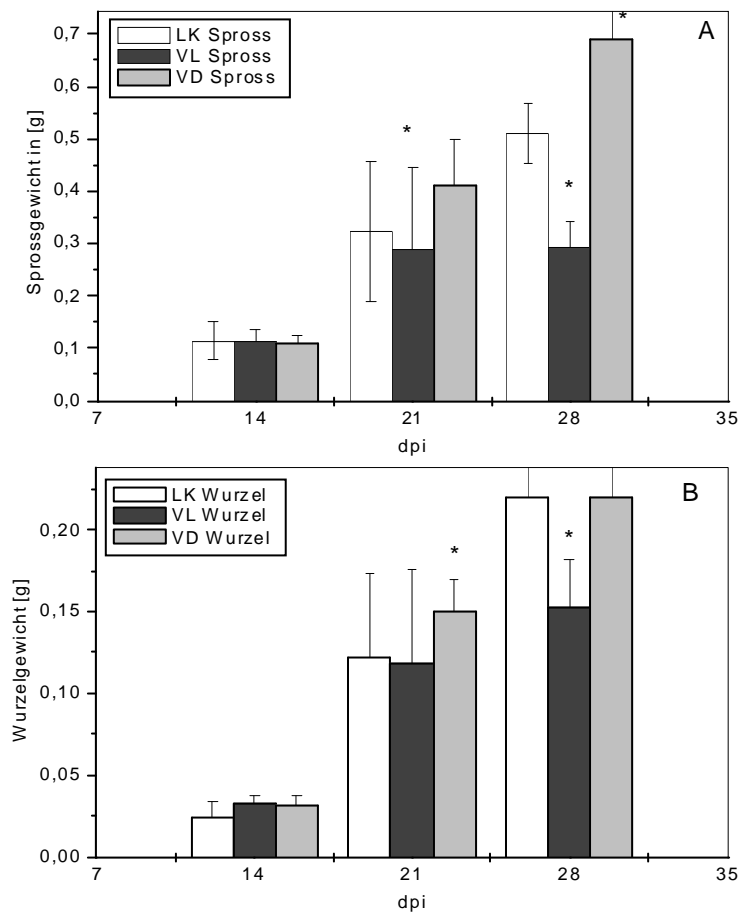 A
LK Spross
VL Spross
VD Spross
*
*
*
Sprossgewicht in [g]
0,7
0,6
0,5
0,4
0,3
0,2
0,1
0,0
7 14 21 28 35
dpi
B
LK Wurzel
VL Wurzel
VD Wurzel
*
*
Wurzelgewicht [g]
0,20
0,15
0,10
0,05
0,00
7 14 21 28 35
dpi